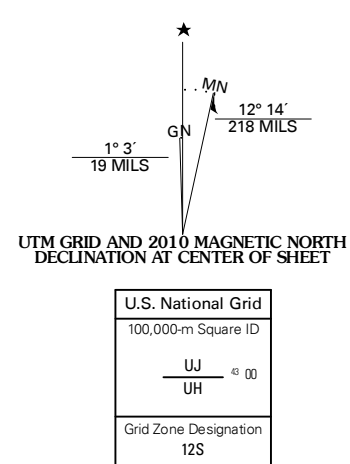 ★
MN
GN
12° 14´
218 MILS
1° 3´
19 MILS
UTM GRID AND 2010 MAGNETIC NORTH
DECLINATION AT CENTER OF SHEET
U.S. National Grid
100,000-m Square ID
UJ
43 00
UH
Grid Zone Designation
12S